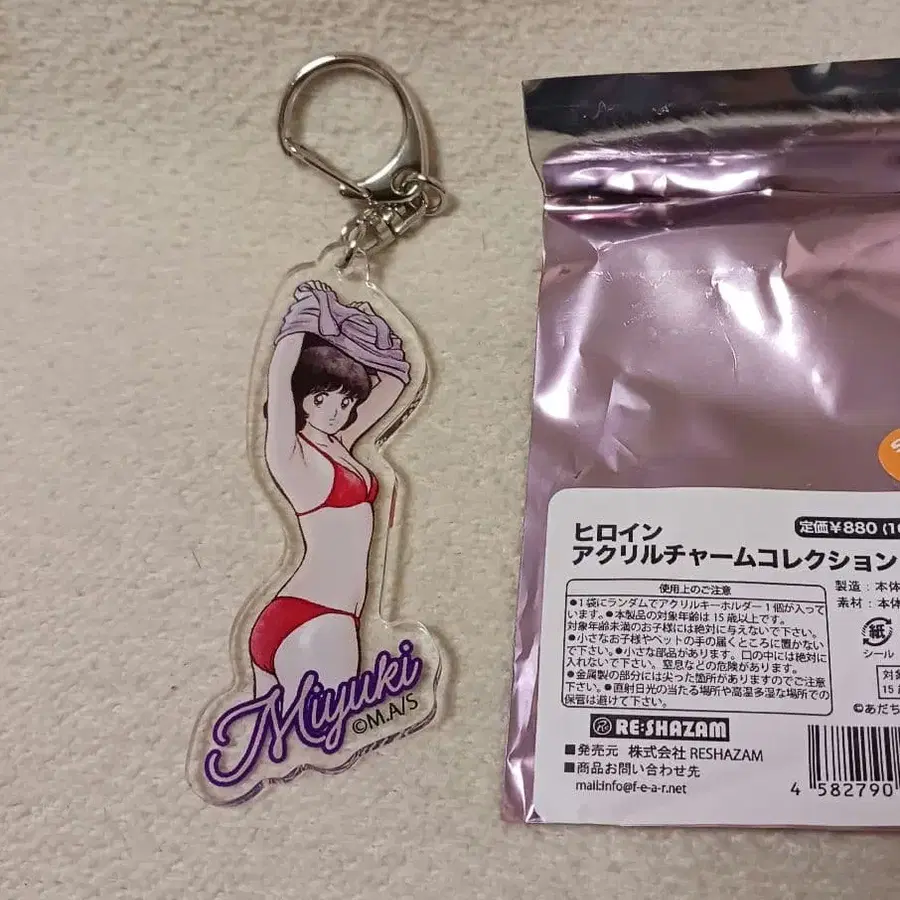 Miyuki
©M.A/S
ヒロイン
アクリルチャームコレクション
定価¥880
使用上のご注意
●1袋にランダムでアクリルキーホルダー1個が入って
います。●本製品の対象年齢は15歳以上です。
対象年齢未満のお子様には絶対に与えないで下さい。
●小さなお子様やペットの手の届くところに置かない
で下さい。●小さな部品があります。口の中には絶対に
入れないで下さい。窒息などの危険があります。
●金属製の部分には尖った箇所がありますのでご注意
下さい。●直射日光の当たる場所や高温多湿な場所での
保管は避けて下さい。
製造：本体
素材：本体
紙
シール
対象
15
©あだち
RE:SHAZAM
■発売元 株式会社 RESHAZAM
■商品お問い合わせ先
mail:info@f-e-a-r.net
4 582790